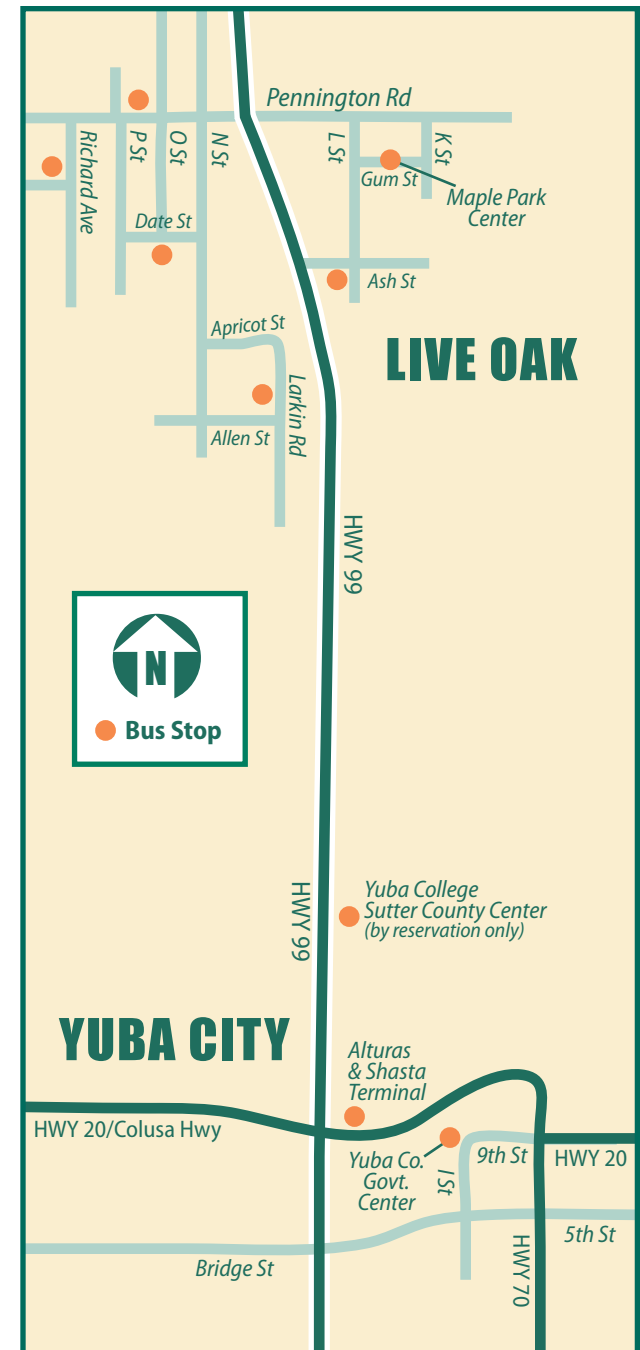 Pennington Rd
Richard Ave
P St
O St
N St
L St
K St
Gum St
Maple Park
Center
Date St
Ash St
Apricot St
LIVE OAK
Larkin Rd
Allen St
HWY 99
N
Bus Stop
HWY 99
Yuba College
Sutter County Center
(by reservation only)
YUBA CITY
Alturas
& Shasta
Terminal
HWY 20/Colusa Hwy
Yuba Co.
Govt.
Center
I St
9th St
HWY 20
5th St
Bridge St
HWY 70